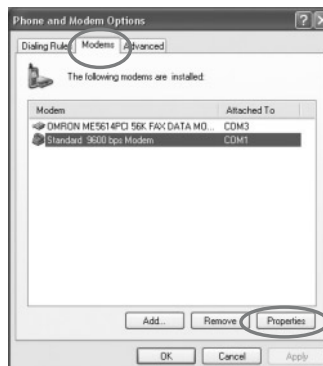 Phone and Modem Options
Dialing Rules Modems Advanced
The following modems are installed:
Modem Attached To
OMRON ME5614PCI 56K FAX DATA MO... COM3
Standard 9600 bps Modem COM1
Add... Remove Properties
OK Cancel Apply